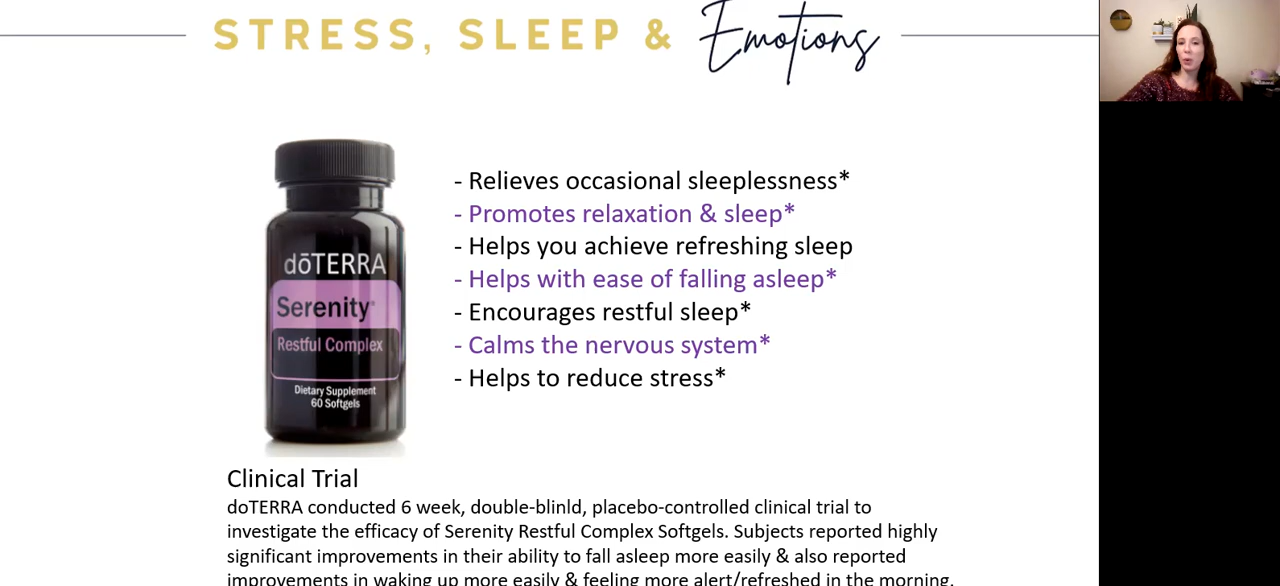 STRESS, SLEEP & Emotions
dōTERRA
Serenity®
Restful Complex
Dietary Supplement
60 Softgels
- Relieves occasional sleeplessness*
- Promotes relaxation & sleep*
- Helps you achieve refreshing sleep
- Helps with ease of falling asleep*
- Encourages restful sleep*
- Calms the nervous system*
- Helps to reduce stress*
Clinical Trial
doTERRA conducted 6 week, double-blinld, placebo-controlled clinical trial to
investigate the efficacy of Serenity Restful Complex Softgels. Subjects reported highly
significant improvements in their ability to fall asleep more easily & also reported
improvements in waking up more easily & feeling more alert/refreshed in the morning.